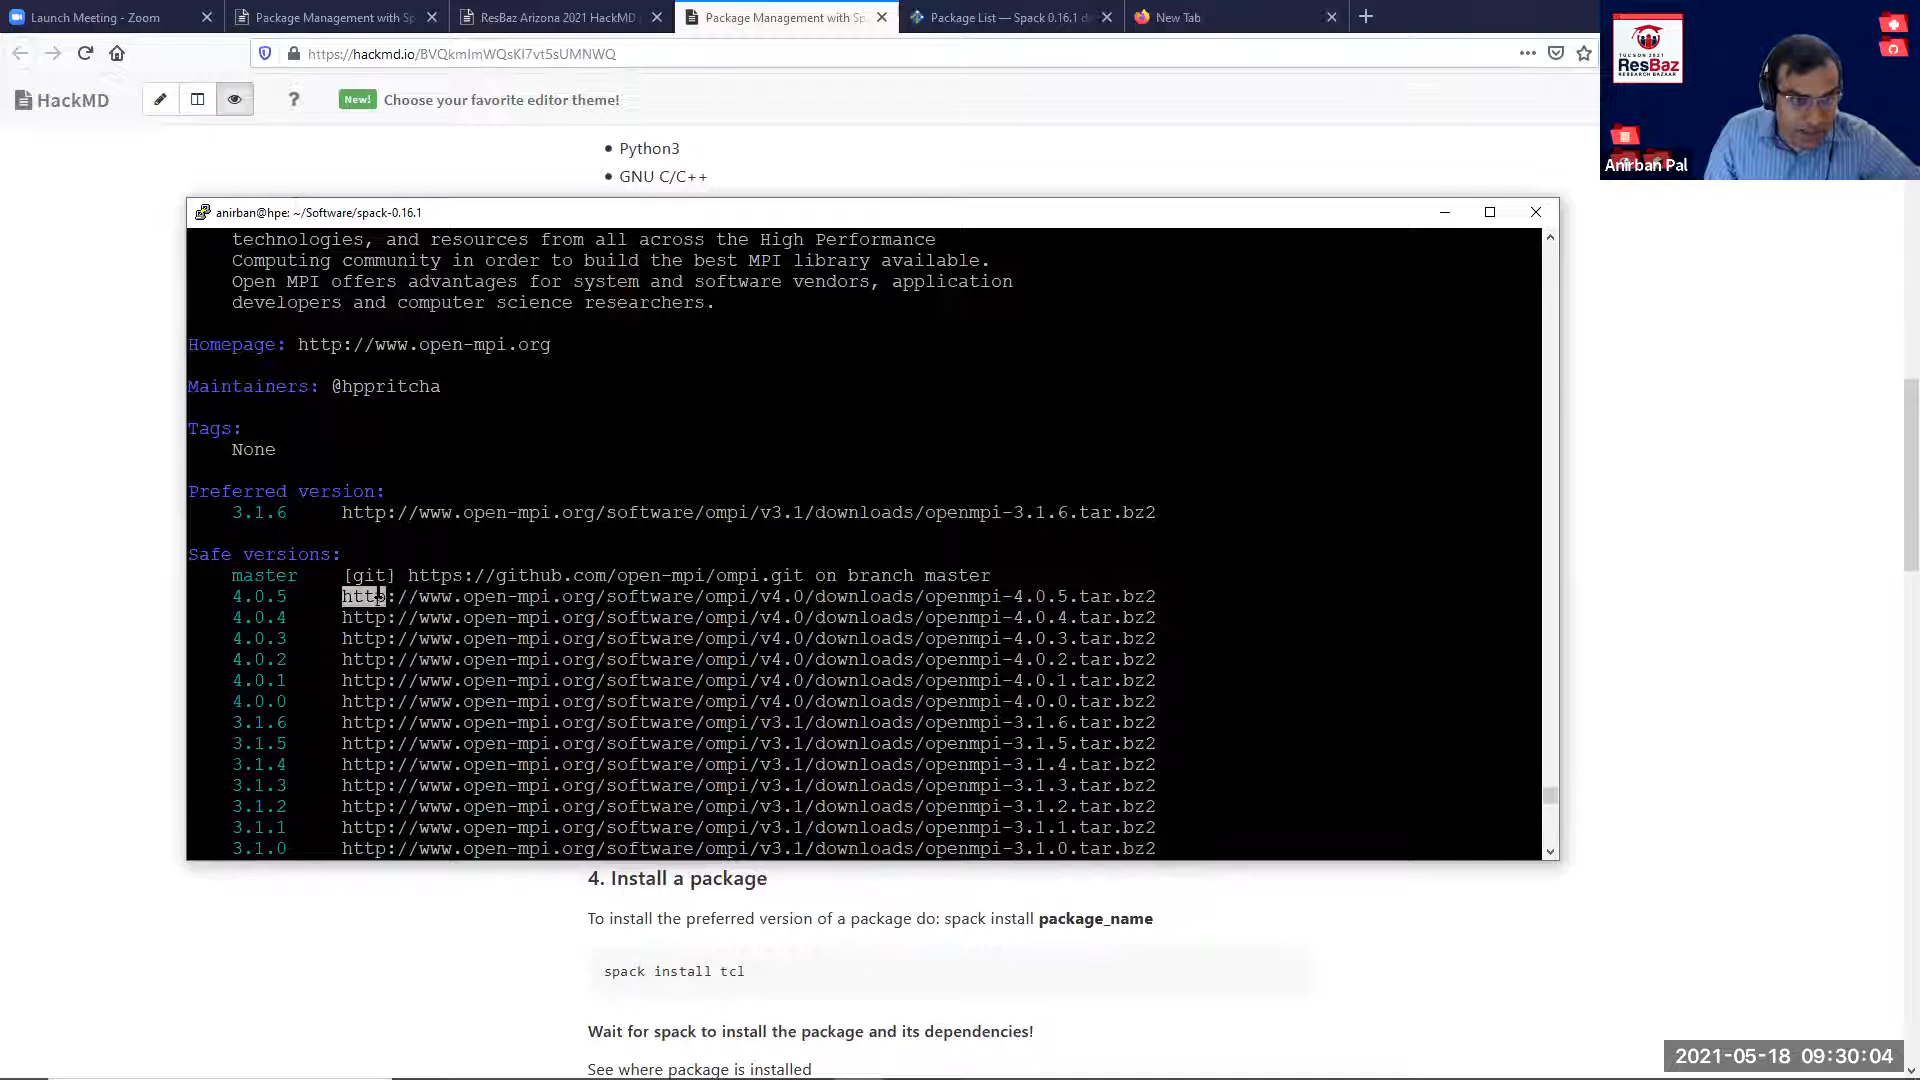 Launch Meeting - Zoom
Package Management with Sp
ResBaz Arizona 2021 HackMD
Package Management with Sp
Package List — Spack 0.16.1 d
New Tab
https://hackmd.io/BVQkmImWQsKI7vt5sUMNWQ
HackMD
?
New! Choose your favorite editor theme!
TUCSON 2021
ResBaz
RESEARCH BAZAAR
Anirban Pal
Python3
GNU C/C++
anirban@hpe: ~/Software/spack-0.16.1
technologies, and resources from all across the High Performance
Computing community in order to build the best MPI library available.
Open MPI offers advantages for system and software vendors, application
developers and computer science researchers.
Homepage: http://www.open-mpi.org
Maintainers: @hppritcha
Tags:
None
Preferred version:
3.1.6 http://www.open-mpi.org/software/ompi/v3.1/downloads/openmpi-3.1.6.tar.bz2
Safe versions:
master [git] https://github.com/open-mpi/ompi.git on branch master
4.0.5 http://www.open-mpi.org/software/ompi/v4.0/downloads/openmpi-4.0.5.tar.bz2
4.0.4 http://www.open-mpi.org/software/ompi/v4.0/downloads/openmpi-4.0.4.tar.bz2
4.0.3 http://www.open-mpi.org/software/ompi/v4.0/downloads/openmpi-4.0.3.tar.bz2
4.0.2 http://www.open-mpi.org/software/ompi/v4.0/downloads/openmpi-4.0.2.tar.bz2
4.0.1 http://www.open-mpi.org/software/ompi/v4.0/downloads/openmpi-4.0.1.tar.bz2
4.0.0 http://www.open-mpi.org/software/ompi/v4.0/downloads/openmpi-4.0.0.tar.bz2
3.1.6 http://www.open-mpi.org/software/ompi/v3.1/downloads/openmpi-3.1.6.tar.bz2
3.1.5 http://www.open-mpi.org/software/ompi/v3.1/downloads/openmpi-3.1.5.tar.bz2
3.1.4 http://www.open-mpi.org/software/ompi/v3.1/downloads/openmpi-3.1.4.tar.bz2
3.1.3 http://www.open-mpi.org/software/ompi/v3.1/downloads/openmpi-3.1.3.tar.bz2
3.1.2 http://www.open-mpi.org/software/ompi/v3.1/downloads/openmpi-3.1.2.tar.bz2
3.1.1 http://www.open-mpi.org/software/ompi/v3.1/downloads/openmpi-3.1.1.tar.bz2
3.1.0 http://www.open-mpi.org/software/ompi/v3.1/downloads/openmpi-3.1.0.tar.bz2
4. Install a package
To install the preferred version of a package do: spack install package_name
spack install tcl
Wait for spack to install the package and its dependencies!
See where package is installed
2021-05-18 09:30:04